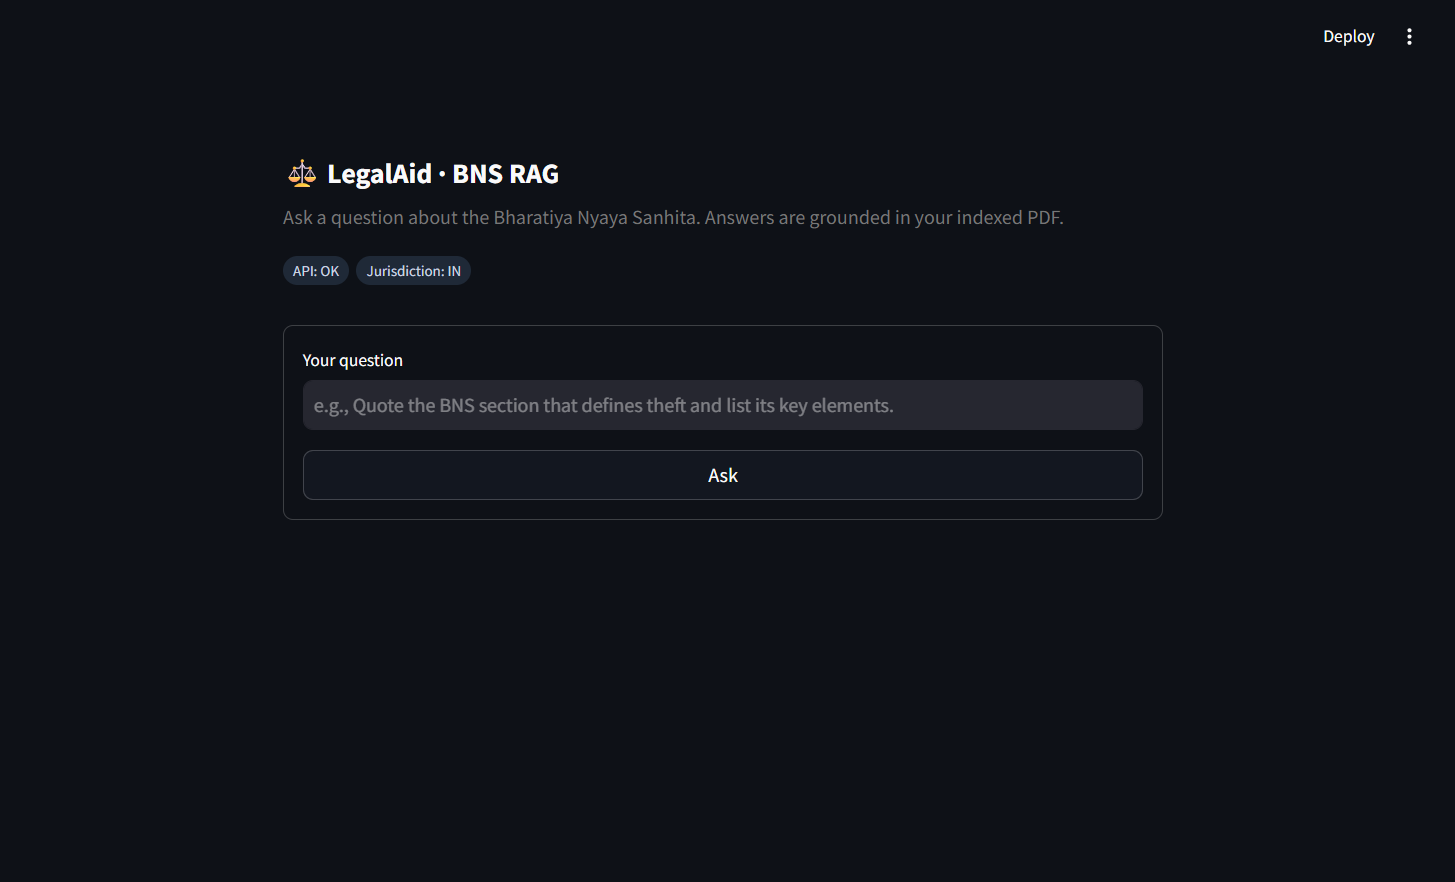 Deploy
LegalAid · BNS RAG
Ask a question about the Bharatiya Nyaya Sanhita. Answers are grounded in your indexed PDF.
API: OK
Jurisdiction: IN
Your question
e.g., Quote the BNS section that defines theft and list its key elements.
Ask